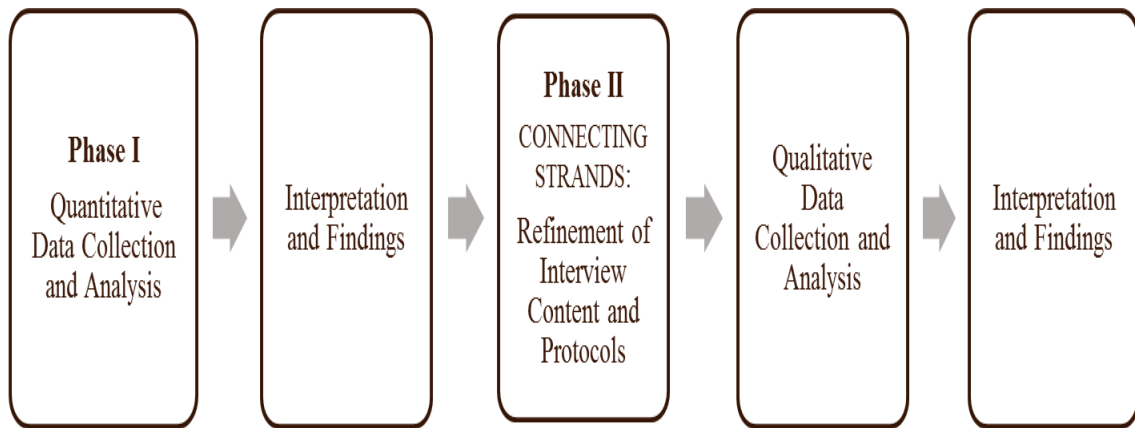 Phase I
Quantitative
Data Collection
and Analysis
Interpretation
and Findings
Phase II
CONNECTING
STRANDS:
Refinement of
Interview
Content and
Protocols
Qualitative
Data
Collection and
Analysis
Interpretation
and Findings